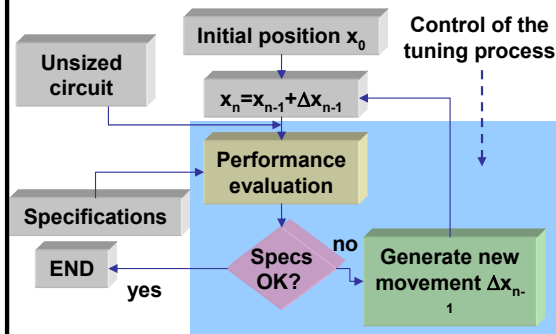 Initial position x₀
Control of the
tuning process
Unsized
circuit
xₙ=xₙ₋₁+Δxₙ₋₁
Performance
evaluation
Specifications
Specs
OK?
no
yes
END
Generate new
movement Δxₙ₋
₁